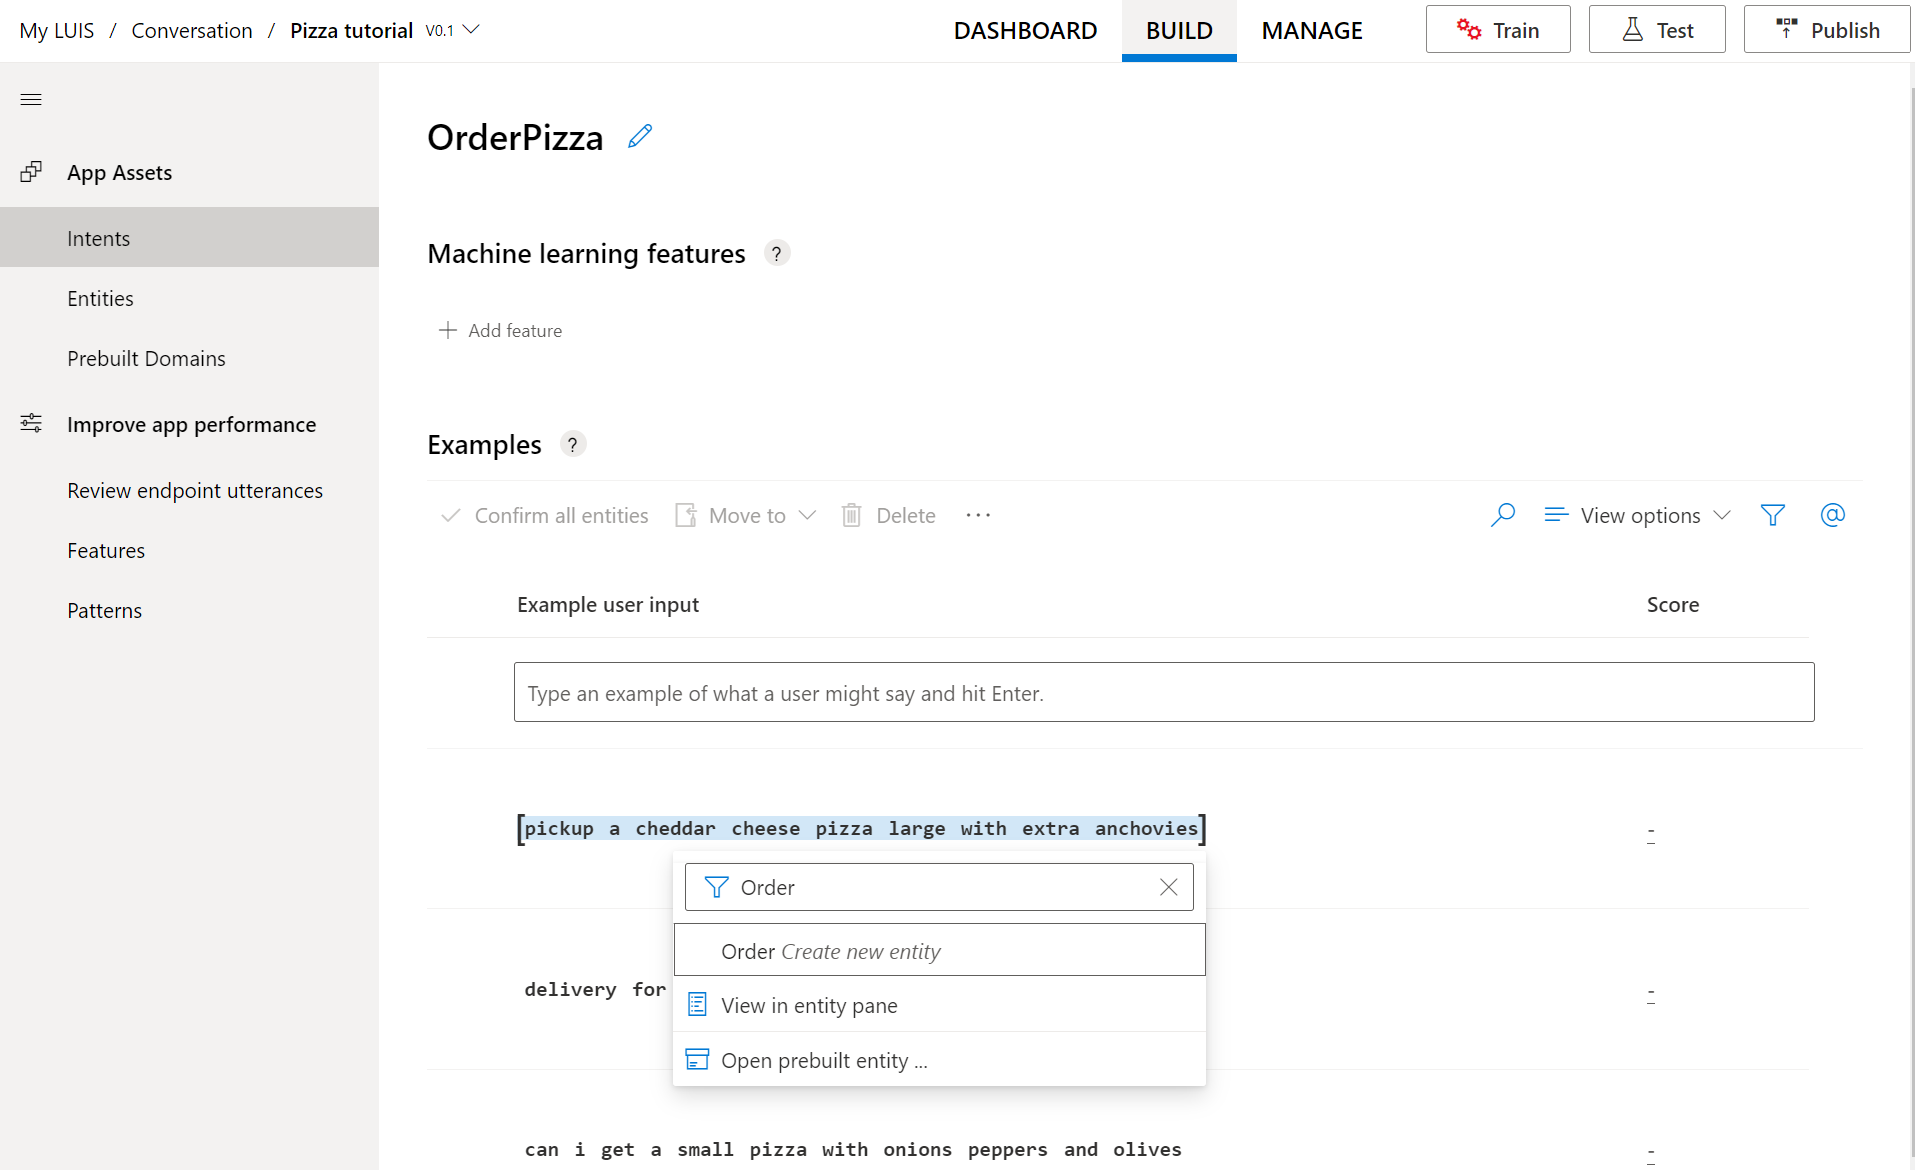 My LUIS / Conversation / Pizza tutorial V0.1
DASHBOARD BUILD MANAGE Train Test Publish
App Assets
Intents
Entities
Prebuilt Domains
Improve app performance
Review endpoint utterances
Features
Patterns
OrderPizza
Machine learning features ?
+ Add feature
Examples ?
Confirm all entities Move to Delete ... View options @
Example user input Score
Type an example of what a user might say and hit Enter.
[pickup a cheddar cheese pizza large with extra anchovies] -
Order
Order Create new entity
delivery for -
View in entity pane
Open prebuilt entity ...
can i get a small pizza with onions peppers and olives -